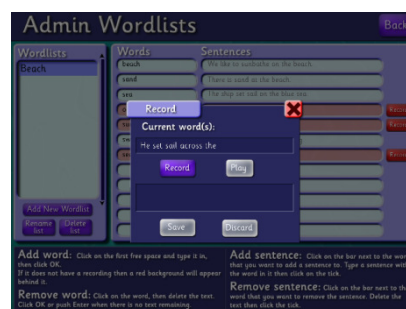 Admin Wordlists
Back
Wordlists
Words
Sentences
Beach
beach
We like to sunbathe on the beach.
sand
There is sand at the beach.
sea
The ship set sail on the blue sea.
Record
Current word(s):
He set sail across the
Record
Play
Save
Discard
Add New Wordlist
Rename list
Delete list
Add word: Click on the first free space and type it in,
then click OK.
If it does not have a recording then a red background will appear
behind it.
Remove word: Click on the word, then delete the text.
Click OK or push Enter when there is no text remaining.
Add sentence: Click on the bar next to the word
that you want to add a sentence to. Type a sentence with
the word in it then click on the tick.
Remove sentence: Click on the bar next to the
word that you want to remove the sentence. Delete the
text then click the tick.